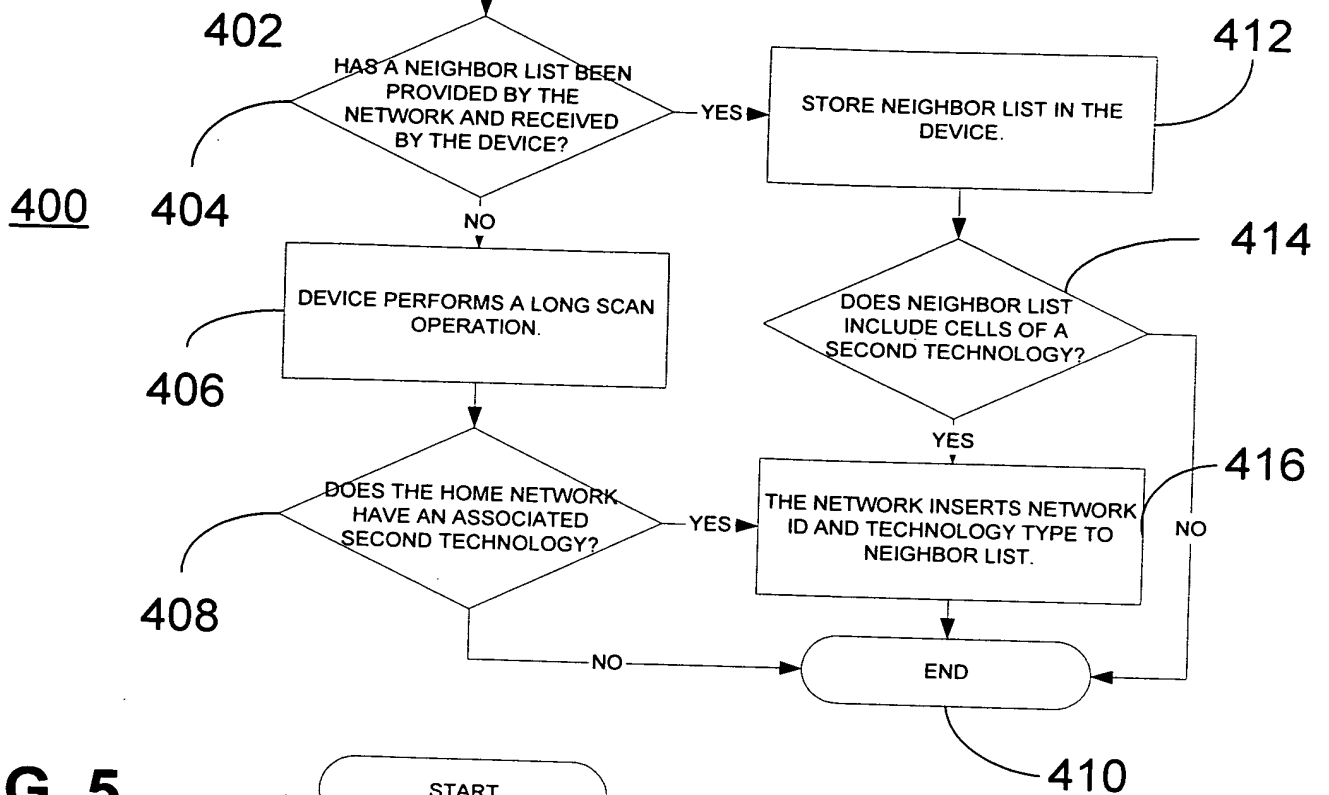 402
412
HAS A NEIGHBOR LIST BEEN
PROVIDED BY THE
NETWORK AND RECEIVED
BY THE DEVICE?
YES
STORE NEIGHBOR LIST IN THE
DEVICE.
400
404
NO
414
DEVICE PERFORMS A LONG SCAN
OPERATION.
DOES NEIGHBOR LIST
INCLUDE CELLS OF A
SECOND TECHNOLOGY?
406
YES
416
DOES THE HOME NETWORK
HAVE AN ASSOCIATED
SECOND TECHNOLOGY?
YES
THE NETWORK INSERTS NETWORK
ID AND TECHNOLOGY TYPE TO
NEIGHBOR LIST.
NO
408
NO
END
410
G. 5
START